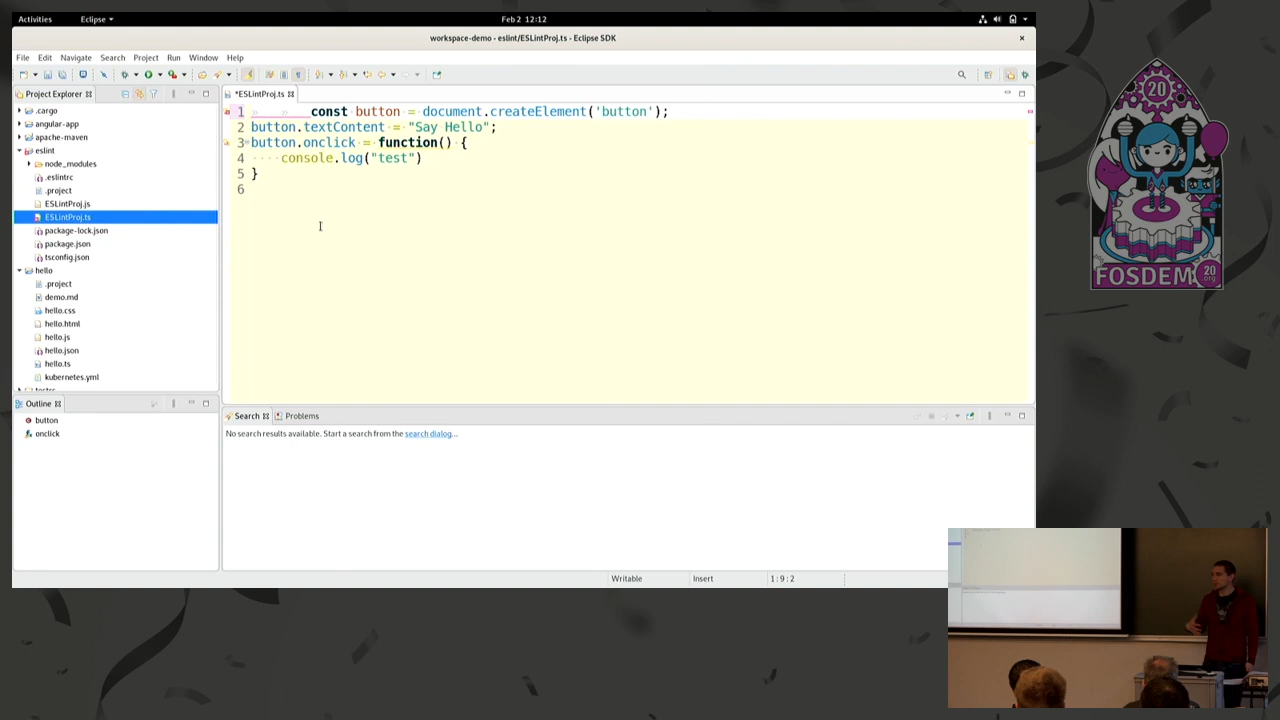 Activities
Eclipse
Feb 2 12:12
workspace-demo - eslint/ESLintProj.ts - Eclipse SDK
File Edit Navigate Search Project Run Window Help
Project Explorer
.cargo
angular-app
apache-maven
eslint
node_modules
.eslintrc
.project
ESLintProj.js
ESLintProj.ts
package-lock.json
package.json
tsconfig.json
hello
.project
demo.md
hello.css
hello.html
hello.js
hello.json
hello.ts
kubernetes.yml
Outline
button
onclick
*ESLintProj.ts
1 const button = document.createElement('button');
2 button.textContent = "Say Hello";
3 button.onclick = function() {
4 console.log("test")
5 }
6
Search Problems
No search results available. Start a search from the search dialog...
Writable Insert 1 : 9 : 2
20
FOSDEM 20
.org